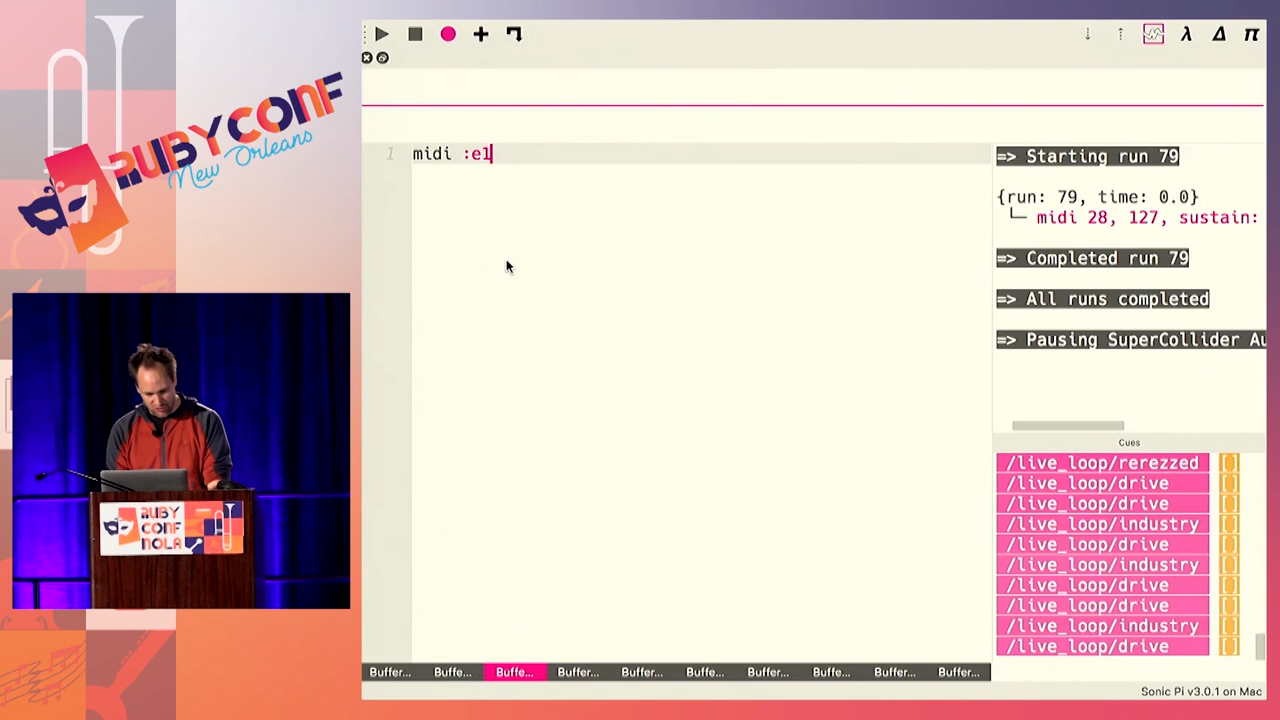 RUBYCONF
New Orleans
RUBY
CONF
NOLA
λ Δ π
1 midi :e1
=> Starting run 79
{run: 79, time: 0.0}
└─ midi 28, 127, sustain:
=> Completed run 79
=> All runs completed
=> Pausing SuperCollider Au
Cues
/live_loop/rerezzed []
/live_loop/drive []
/live_loop/drive []
/live_loop/industry []
/live_loop/drive []
/live_loop/industry []
/live_loop/drive []
/live_loop/drive []
/live_loop/industry []
/live_loop/drive []
Buffer... Buffe... Buffe... Buffer... Buffer... Buffe... Buffer... Buffe... Buffer... Buffer...
Sonic Pi v3.0.1 on Mac